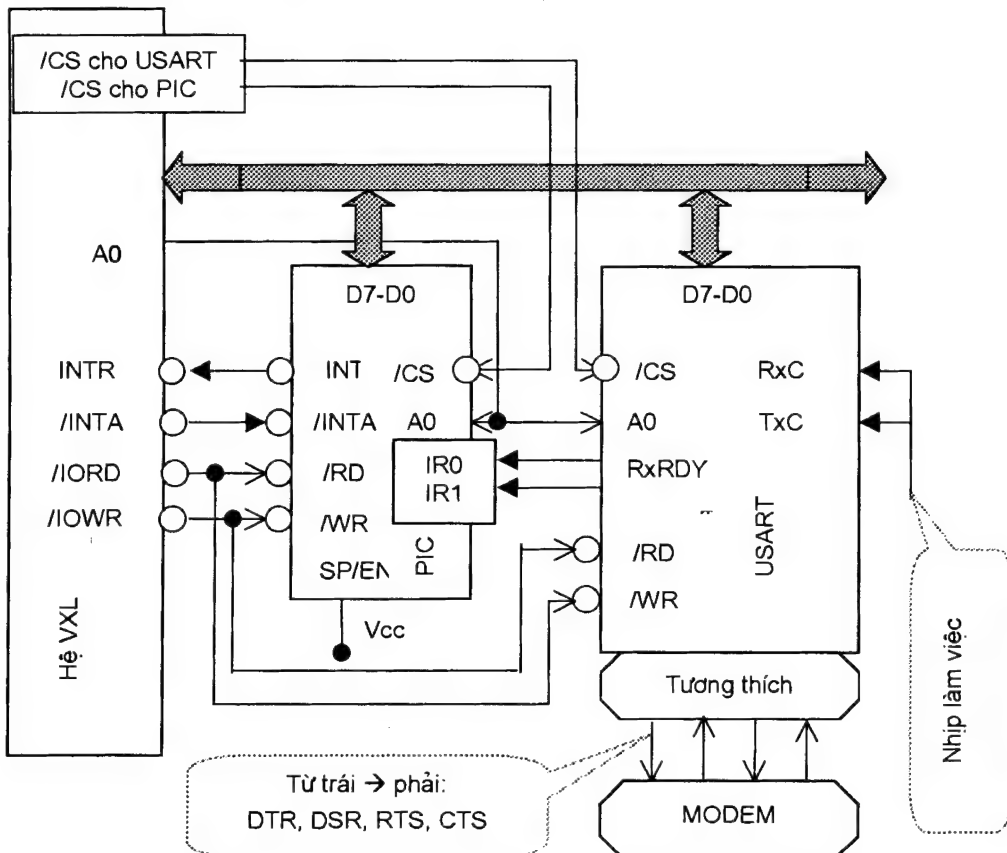 /CS cho USART
/CS cho PIC
A0
D7-D0
D7-D0
INTR
INT
/CS
/CS
RxC
/INTA
/INTA
A0
A0
TxC
/IORD
/RD
IR0
RxRDY
IR1
/IOWR
/WR
PIC
USART
/RD
SP/EN
/WR
Vcc
Hệ VXL
Tương thích
Nhịp làm việc
Từ trái → phải:
DTR, DSR, RTS, CTS
MODEM